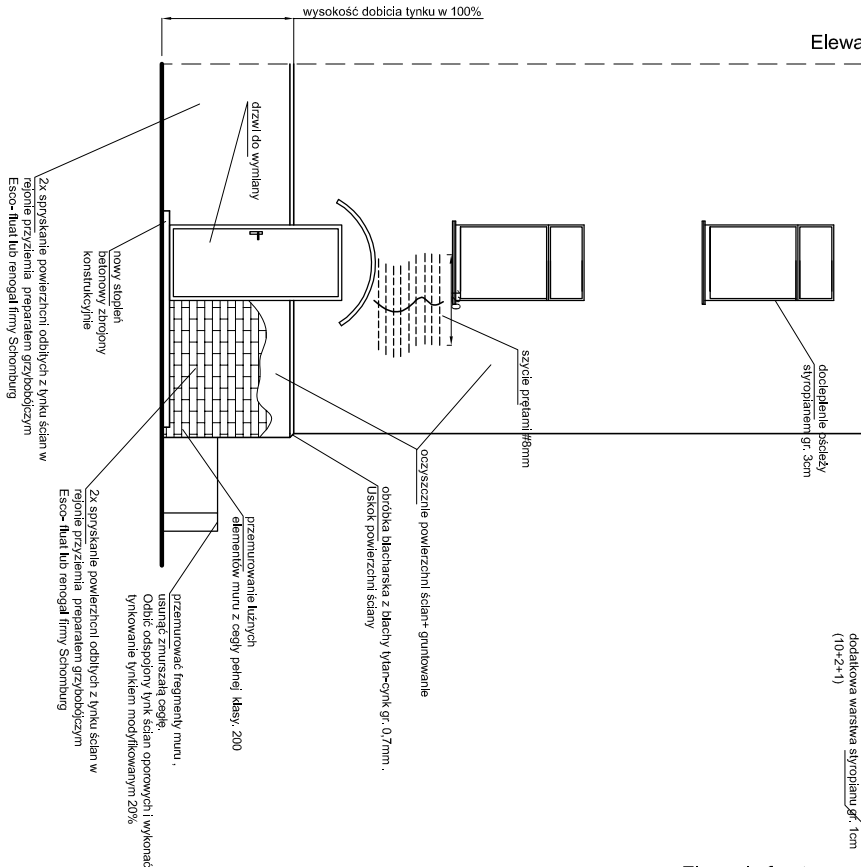 wysokość dobicia tynku w 100%
Elewa
drzwi do wymiany
2x spryskanie powierzhcni odbitych z tynku ścian w
rejonie przyziemia preparatem grzybobójczym
Esco- fluat lub renogal firmy Schomburg
nowy stopień
betonowy zbrojony
konstrukcyjnie
szycie prętami #8mm
docieplenie ościeży
styropianem gr. 3cm
oczyszcznie powierzchni ścian+ gruntowanie
obróbka blacharska z blachy tytan-cynk gr. 0,7mm .
Uskok powierzchni ściany
przemurowanie luźnych
elementów muru z cegły pełnej klasy. 200
przemurować fregmenty muru ,
usunąć zmurszałą cegłę.
Odbić odspojony tynk ścian oporowych i wykonać
tynkowanie tynkiem modyfikowanym 20%
2x spryskanie powierzhcni odbitych z tynku ścian w
rejonie przyziemia preparatem grzybobójczym
Esco- fluat lub renogal firmy Schomburg
dodatkowa warstwa styropianu gr. 1cm
(10+2+1)